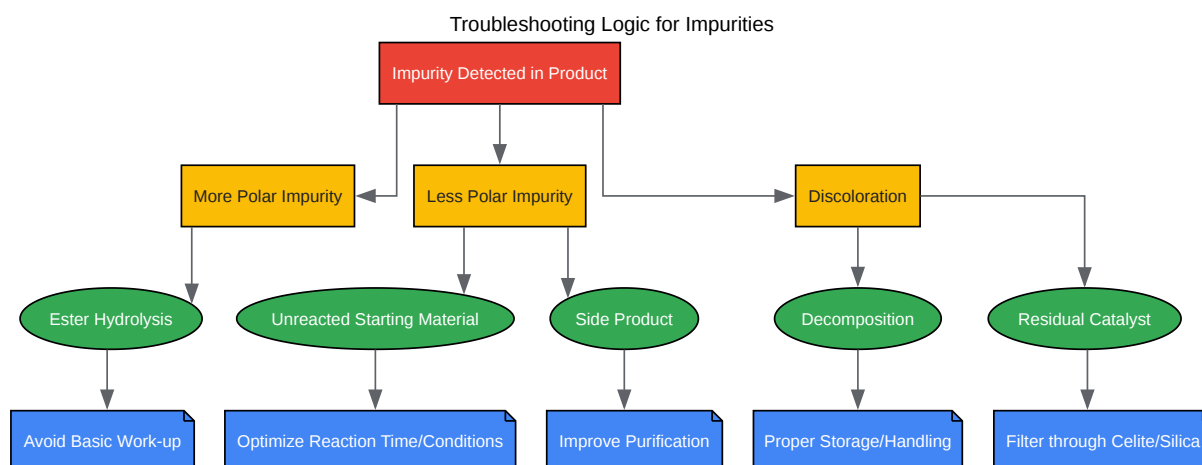 Troubleshooting Logic for Impurities
Impurity Detected in Product
More Polar Impurity
Less Polar Impurity
Discoloration
Ester Hydrolysis
Unreacted Starting Material
Side Product
Decomposition
Residual Catalyst
Avoid Basic Work-up
Optimize Reaction Time/Conditions
Improve Purification
Proper Storage/Handling
Filter through Celite/Silica